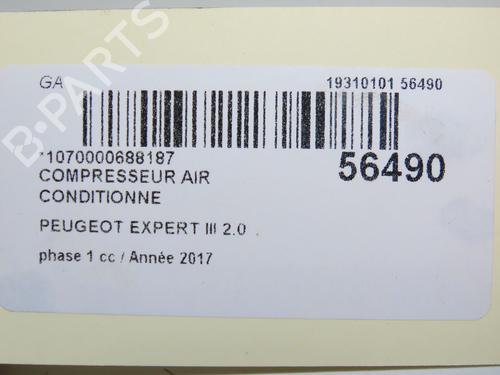 GA
19310101 56490
*1070000688187
56490
COMPRESSEUR AIR
CONDITIONNE
PEUGEOT EXPERT III 2.0
phase 1 cc / Année 2017
B-PARTS